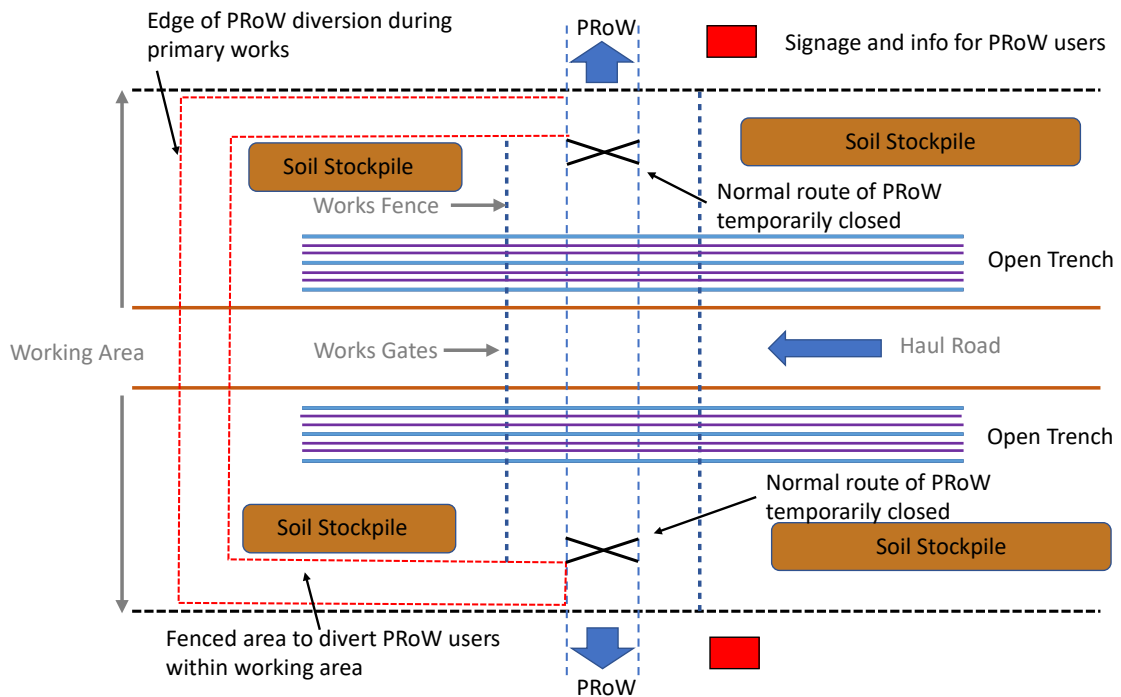 Edge of PRoW diversion during
primary works
PRoW
Signage and info for PRoW users
Soil Stockpile
Soil Stockpile
Works Fence
Normal route of PRoW
temporarily closed
Open Trench
Working Area
Works Gates
Haul Road
Open Trench
Normal route of PRoW
temporarily closed
Soil Stockpile
Soil Stockpile
Fenced area to divert PRoW users
within working area
PRoW